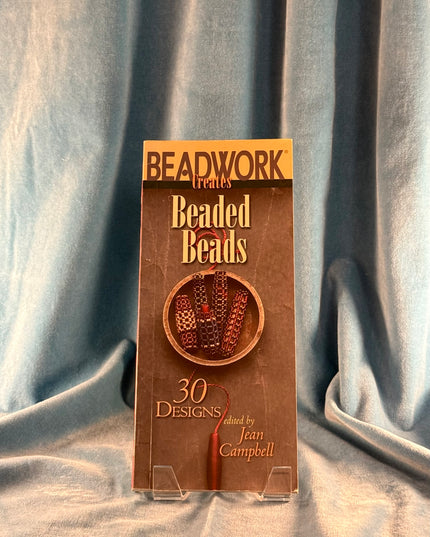 BEADWORK®
Creates
Beaded
Beads
30
DESIGNS
edited by
Jean
Campbell